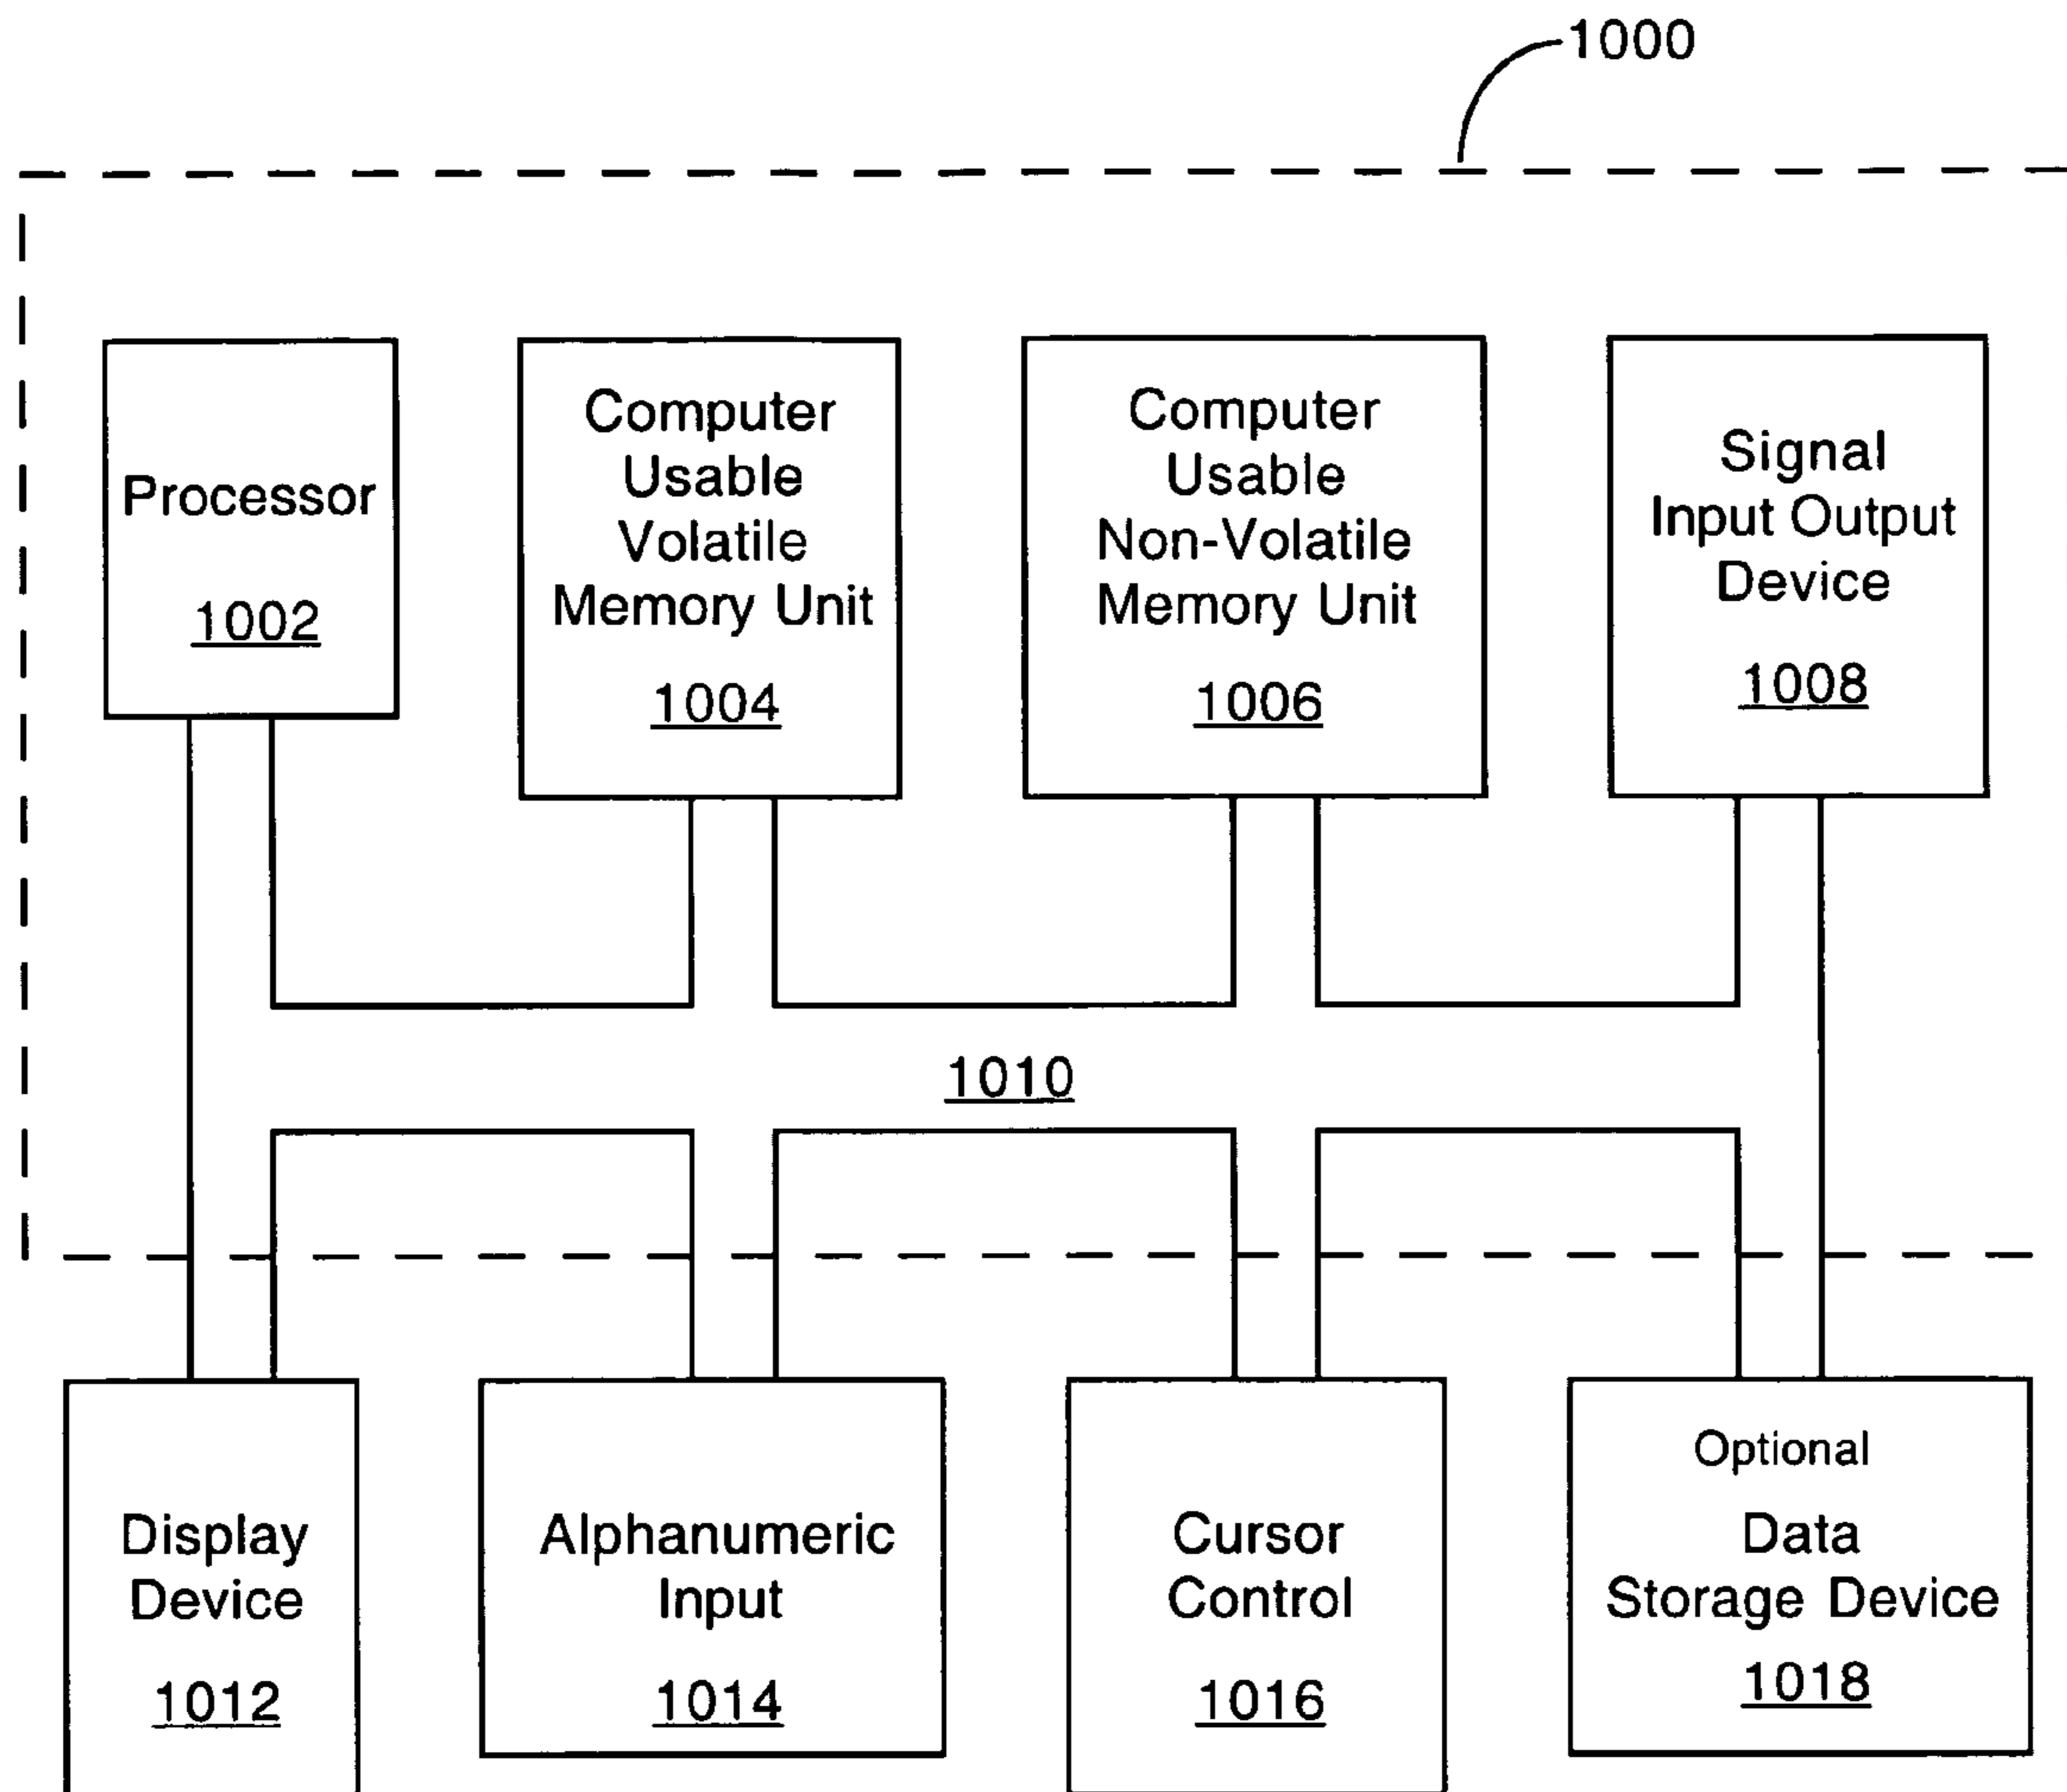 1000
Processor
1002
Computer
Usable
Volatile
Memory Unit
1004
Computer
Usable
Non-Volatile
Memory Unit
1006
Signal
Input Output
Device
1008
1010
Display
Device
1012
Alphanumeric
Input
1014
Cursor
Control
1016
Optional
Data
Storage Device
1018